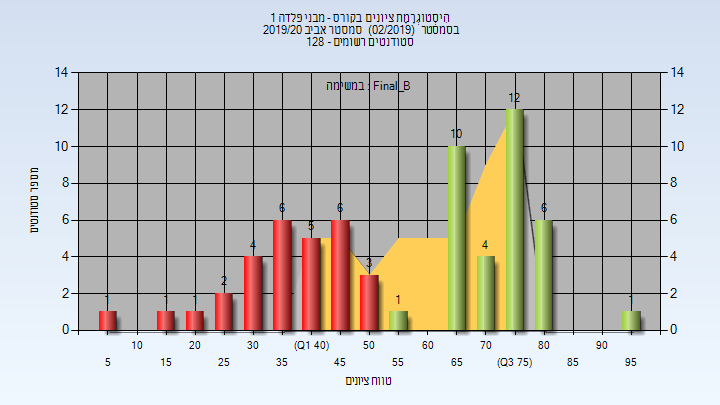 היסטוגרמת ציונים בקורס - מבני פלדה 1
בסמסטר (02/2019) סמסטר אביב 2019/20
סטודנטים רשומים - 128
במשימה : Final_B
מספר סטודנטים
14 14
12 12
10 10
8 8
6 6
4 4
2 2
0 0
1 1 1 2 4 6 5 6 3 1 10 4 12 6 1
10 20 30 (Q1 40) 50 60 70 80 90
5 15 25 35 45 55 65 (Q3 75) 85 95
טווח ציונים